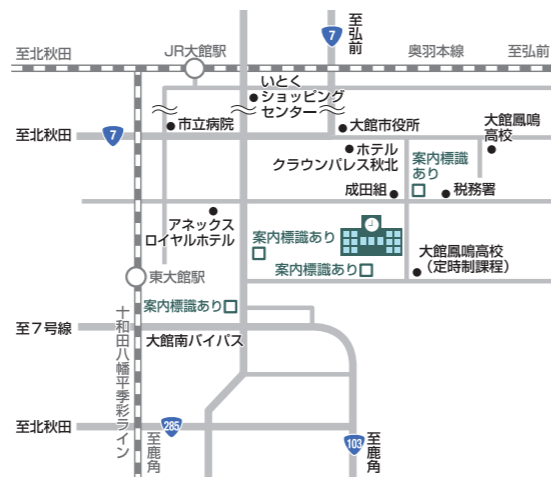 至北秋田
JR大館駅
7
至弘前
奥羽本線
至弘前
いとく
ショッピング
センター
至北秋田
7
市立病院
大館市役所
大館鳳鳴
高校
ホテル
クラウンパレス秋北
案内標識
あり
成田組
税務署
アネックス
ロイヤルホテル
案内標識あり
案内標識あり
大館鳳鳴高校
（定時制課程）
東大館駅
案内標識あり
至７号線
大館南バイパス
十和田八幡平季彩ライン
至北秋田
285
至鹿角
103
至鹿角